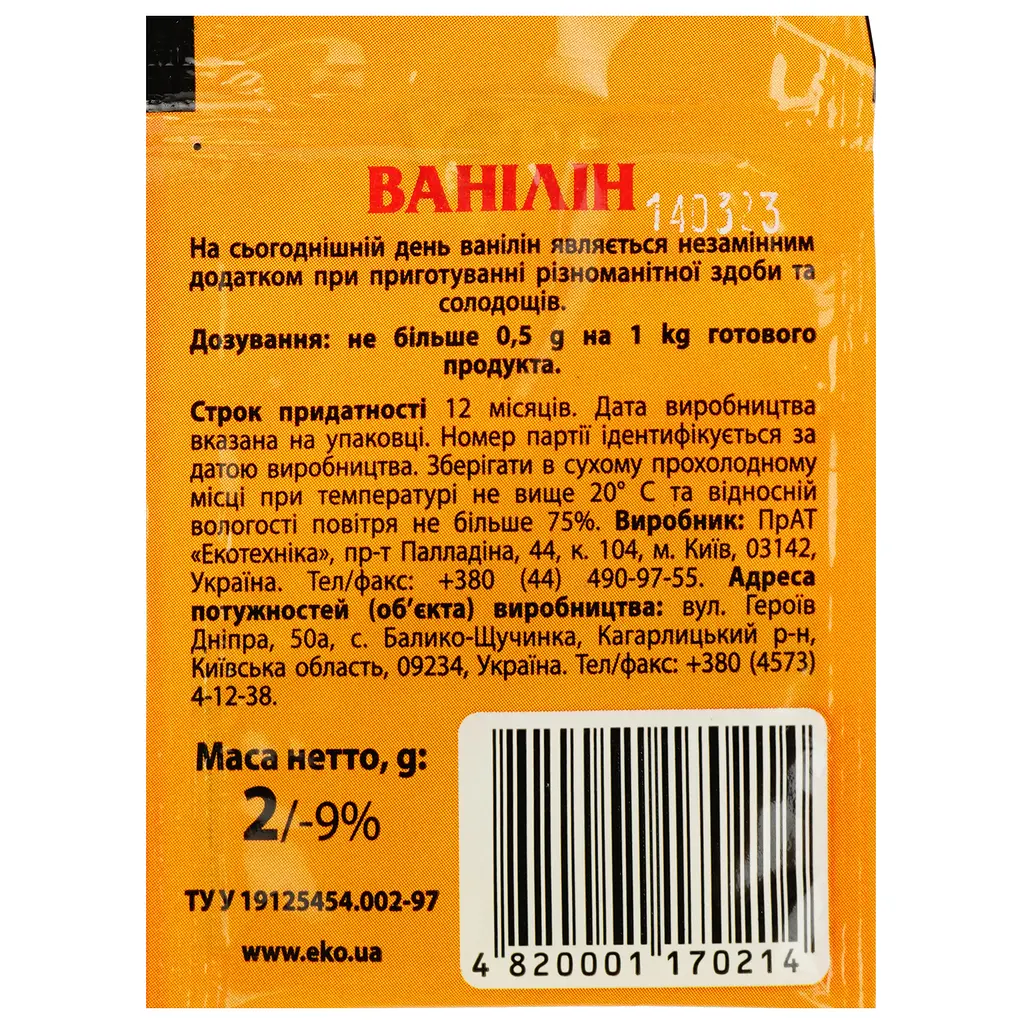 ВАНІЛІН
140323
На сьогоднішній день ванілін являється незамінним
додатком при приготуванні різноманітної здоби та
солодощів.
Дозування: не більше 0,5 g на 1 kg готового
продукта.
Строк придатності 12 місяців. Дата виробництва
вказана на упаковці. Номер партії ідентифікується за
датою виробництва. Зберігати в сухому прохолодному
місці при температурі не вище 20° С та відносній
вологості повітря не більше 75%. Виробник: ПрАТ
«Екотехніка», пр-т Палладіна, 44, к. 104, м. Київ, 03142,
Україна. Тел/факс: +380 (44) 490-97-55. Адреса
потужностей (об’єкта) виробництва: вул. Героїв
Дніпра, 50а, с. Балико-Щучинка, Кагарлицький р-н,
Київська область, 09234, Україна. Тел/факс: +380 (4573)
4-12-38.
Маса нетто, g:
2/-9%
ТУ У 19125454.002-97
www.eko.ua
4 820001 170214